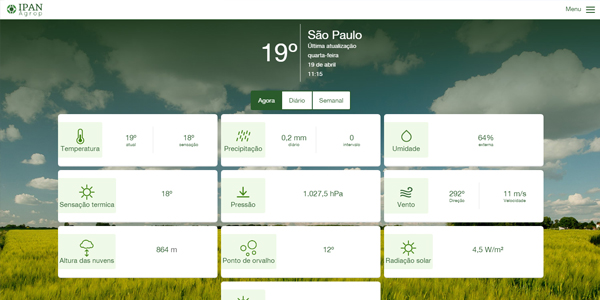 IPAN
Agrop
Menu
19º
São Paulo
Última atualização
quarta-feira
19 de abril
11:15
Agora
Diário
Semanal
Temperatura
19º
atual
18º
sensação
Precipitação
0,2 mm
diário
0
intervalo
Umidade
64%
externa
Sensação termica
18º
Pressão
1.027,5 hPa
Vento
292º
Direção
11 m/s
Velocidade
Altura das nuvens
864 m
Ponto de orvalho
12º
Radiação solar
4,5 W/m²